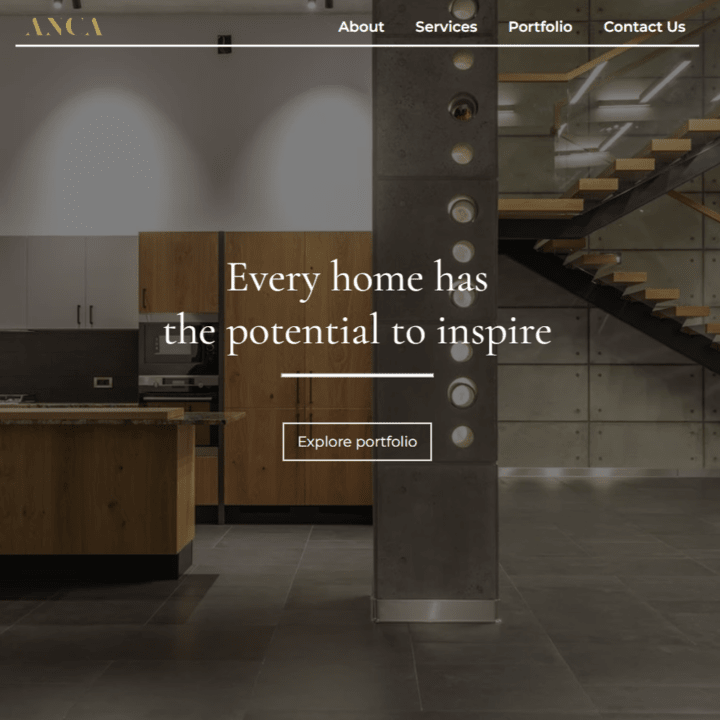 ANCA
About Services Portfolio Contact Us
Every home has
the potential to inspire
Explore portfolio